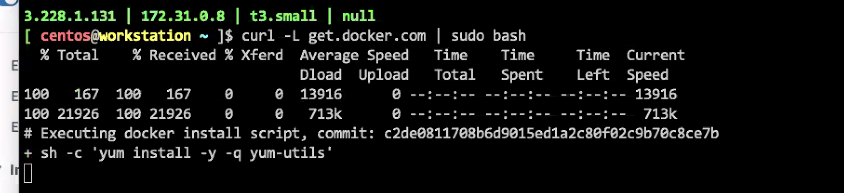 3.228.1.131 | 172.31.0.8 | t3.small | null
[ centos@workstation ~ ]$ curl -L get.docker.com | sudo bash
  % Total    % Received % Xferd  Average Speed   Time    Time     Time  Current
                                 Dload  Upload   Total   Spent    Left  Speed
100   167  100   167    0     0  13916      0 --:--:-- --:--:-- --:--:-- 13916
100 21926  100 21926    0     0   713k      0 --:--:-- --:--:-- --:--:--  713k
# Executing docker install script, commit: c2de0811708b6d9015ed1a2c80f02c9b70c8ce7b
+ sh -c 'yum install -y -q yum-utils'